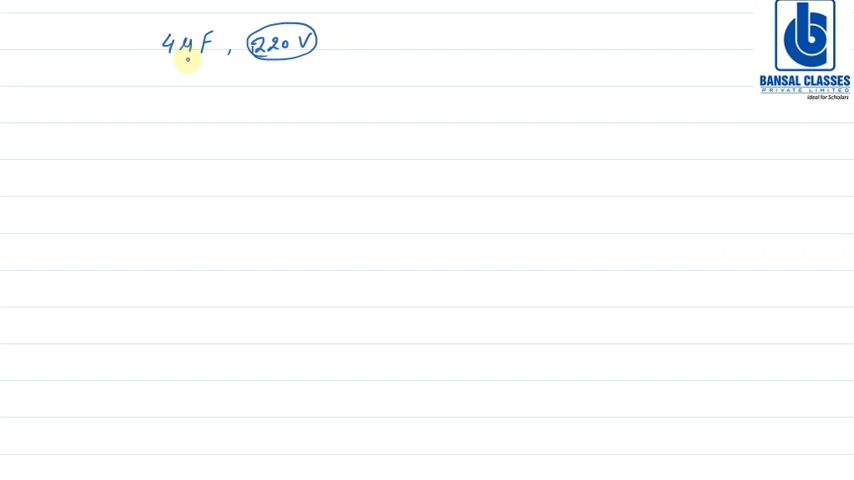 4 μF, 220 V
BANSAL CLASSES
PRIVATE LIMITED
Ideal for Scholars